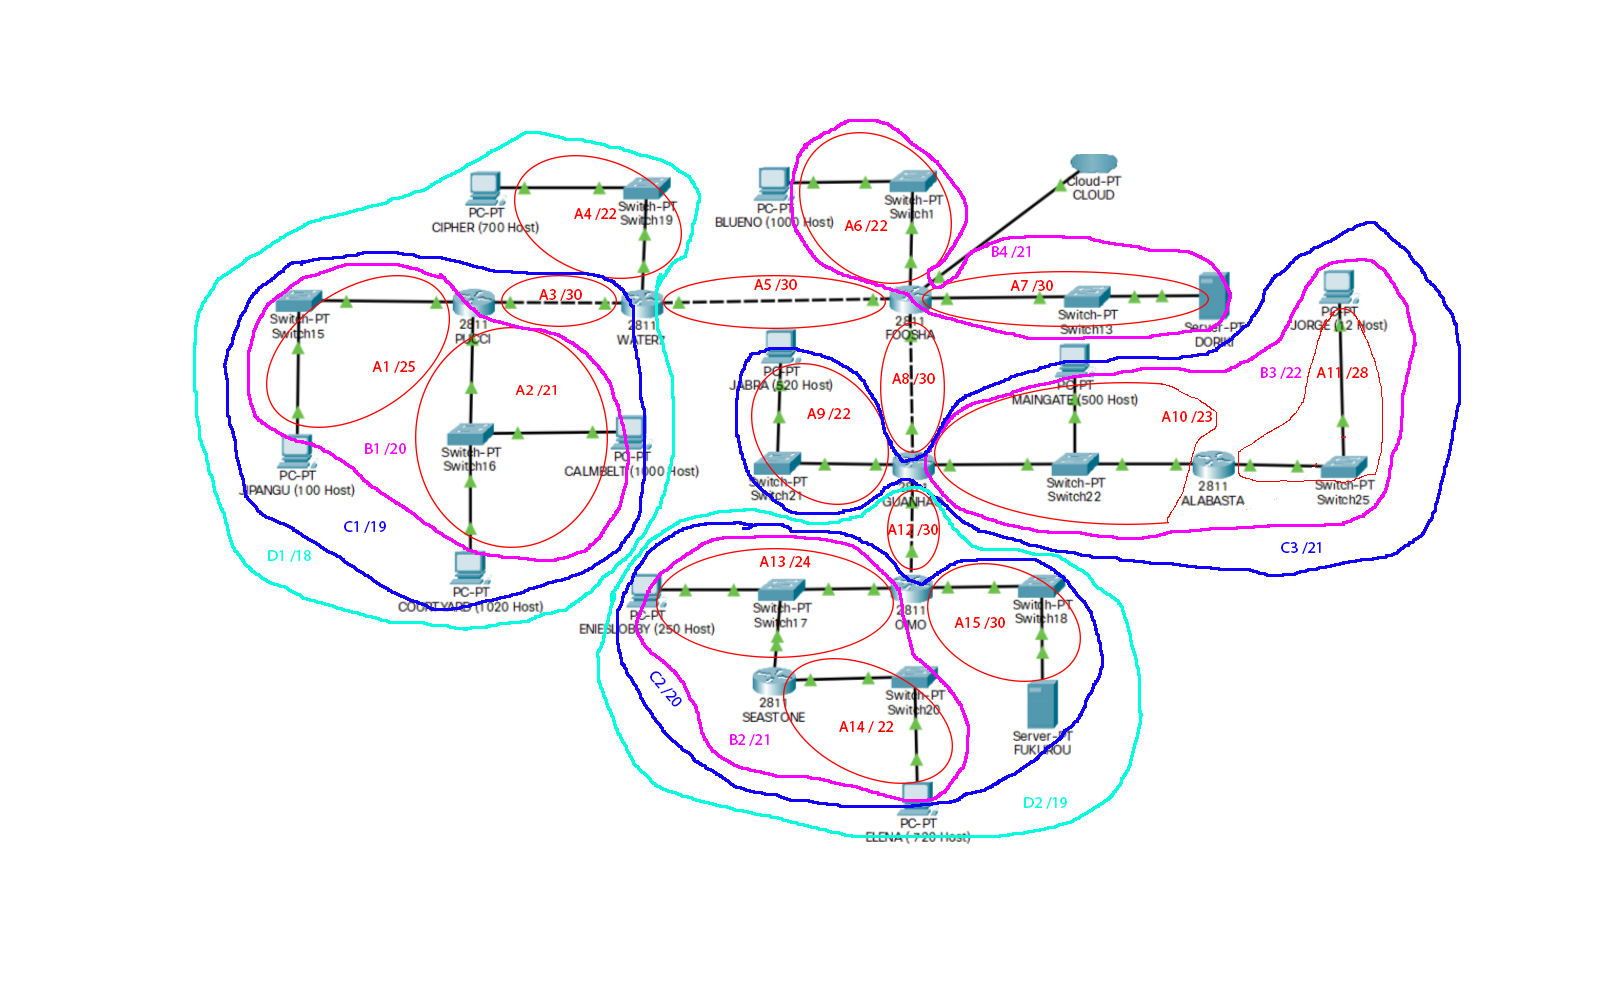 Cloud-PT
CLOUD
PC-PT
CIPHER (700 Host)
Switch-PT
Switch19
A4 /22
PC-PT
BLUENO (1000 Host)
Switch-PT
Switch1
A6 /22
B4 /21
A3 /30
A5 /30
A7 /30
Switch-PT
Switch15
2811
PUCCI
2811
WATER7
2811
FOOSHA
Switch-PT
Switch13
Server-PT
DORIKI
PC-PT
JORGE (12 Host)
A1 /25
A2 /21
PC-PT
JABRA (520 Host)
A8 /30
PC-PT
MAINGATE (500 Host)
B3 /22
A11 /28
A9 /22
A10 /23
B1 /20
Switch-PT
Switch16
PC-PT
CALMBELT (1000 Host)
PC-PT
JIPANGU (100 Host)
Switch-PT
Switch21
GUANHAO
Switch-PT
Switch22
2811
ALABASTA
Switch-PT
Switch25
C1 /19
D1 /18
A12 /30
C3 /21
PC-PT
COURTYARD (1020 Host)
A13 /24
PC-PT
ENIESLOBBY (250 Host)
Switch-PT
Switch17
2811
OIMO
A15 /30
Switch-PT
Switch18
C2 /20
2811
SEASTONE
Switch-PT
Switch20
A14 / 22
B2 /21
Server-PT
FUKUROU
D2 /19
PC-PT
ELENA ( 720 Host)